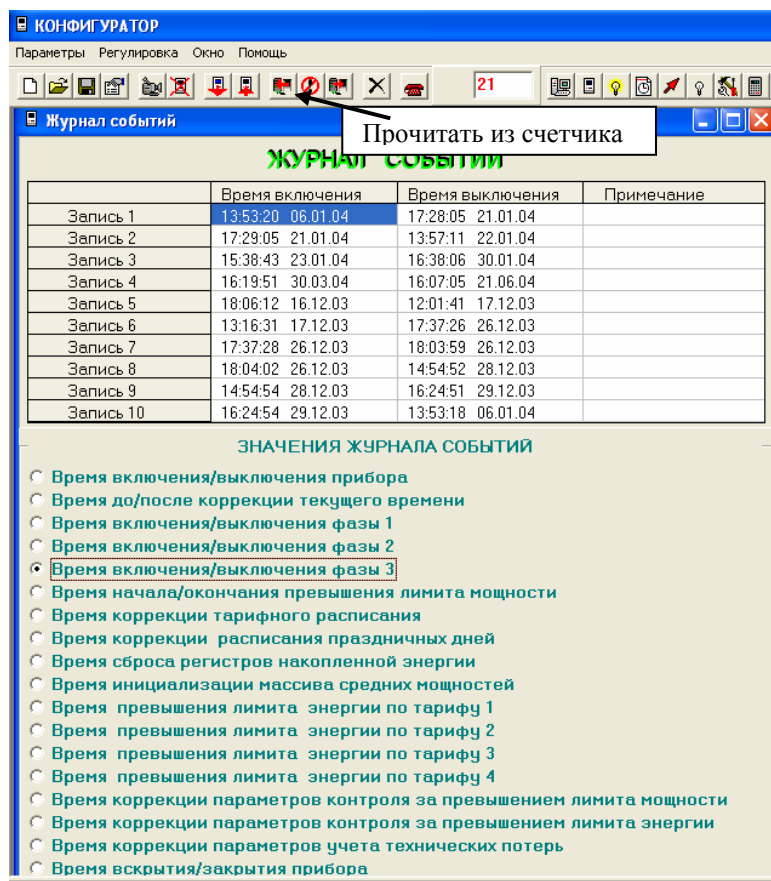 КОНФИГУРАТОР
Параметры Регулировка Окно Помощь
21
Журнал событий
Прочитать из счетчика
ЖУРНАЛ СОБЫТИЙ
Время включения Время выключения Примечание
Запись 1 13:53:20 06.01.04 17:28:05 21.01.04
Запись 2 17:29:05 21.01.04 13:57:11 22.01.04
Запись 3 15:38:43 23.01.04 16:38:06 30.01.04
Запись 4 16:19:51 30.03.04 16:07:05 21.06.04
Запись 5 18:06:12 16.12.03 12:01:41 17.12.03
Запись 6 13:16:31 17.12.03 17:37:26 26.12.03
Запись 7 17:37:28 26.12.03 18:03:59 26.12.03
Запись 8 18:04:02 26.12.03 14:54:52 28.12.03
Запись 9 14:54:54 28.12.03 16:24:51 29.12.03
Запись 10 16:24:54 29.12.03 13:53:18 06.01.04
ЗНАЧЕНИЯ ЖУРНАЛА СОБЫТИЙ
Время включения/выключения прибора
Время до/после коррекции текущего времени
Время включения/выключения фазы 1
Время включения/выключения фазы 2
Время включения/выключения фазы 3
Время начала/окончания превышения лимита мощности
Время коррекции тарифного расписания
Время коррекции расписания праздничных дней
Время сброса регистров накопленной энергии
Время инициализации массива средних мощностей
Время превышения лимита энергии по тарифу 1
Время превышения лимита энергии по тарифу 2
Время превышения лимита энергии по тарифу 3
Время превышения лимита энергии по тарифу 4
Время коррекции параметров контроля за превышением лимита мощности
Время коррекции параметров контроля за превышением лимита энергии
Время коррекции параметров учета технических потерь
Время вскрытия/закрытия прибора